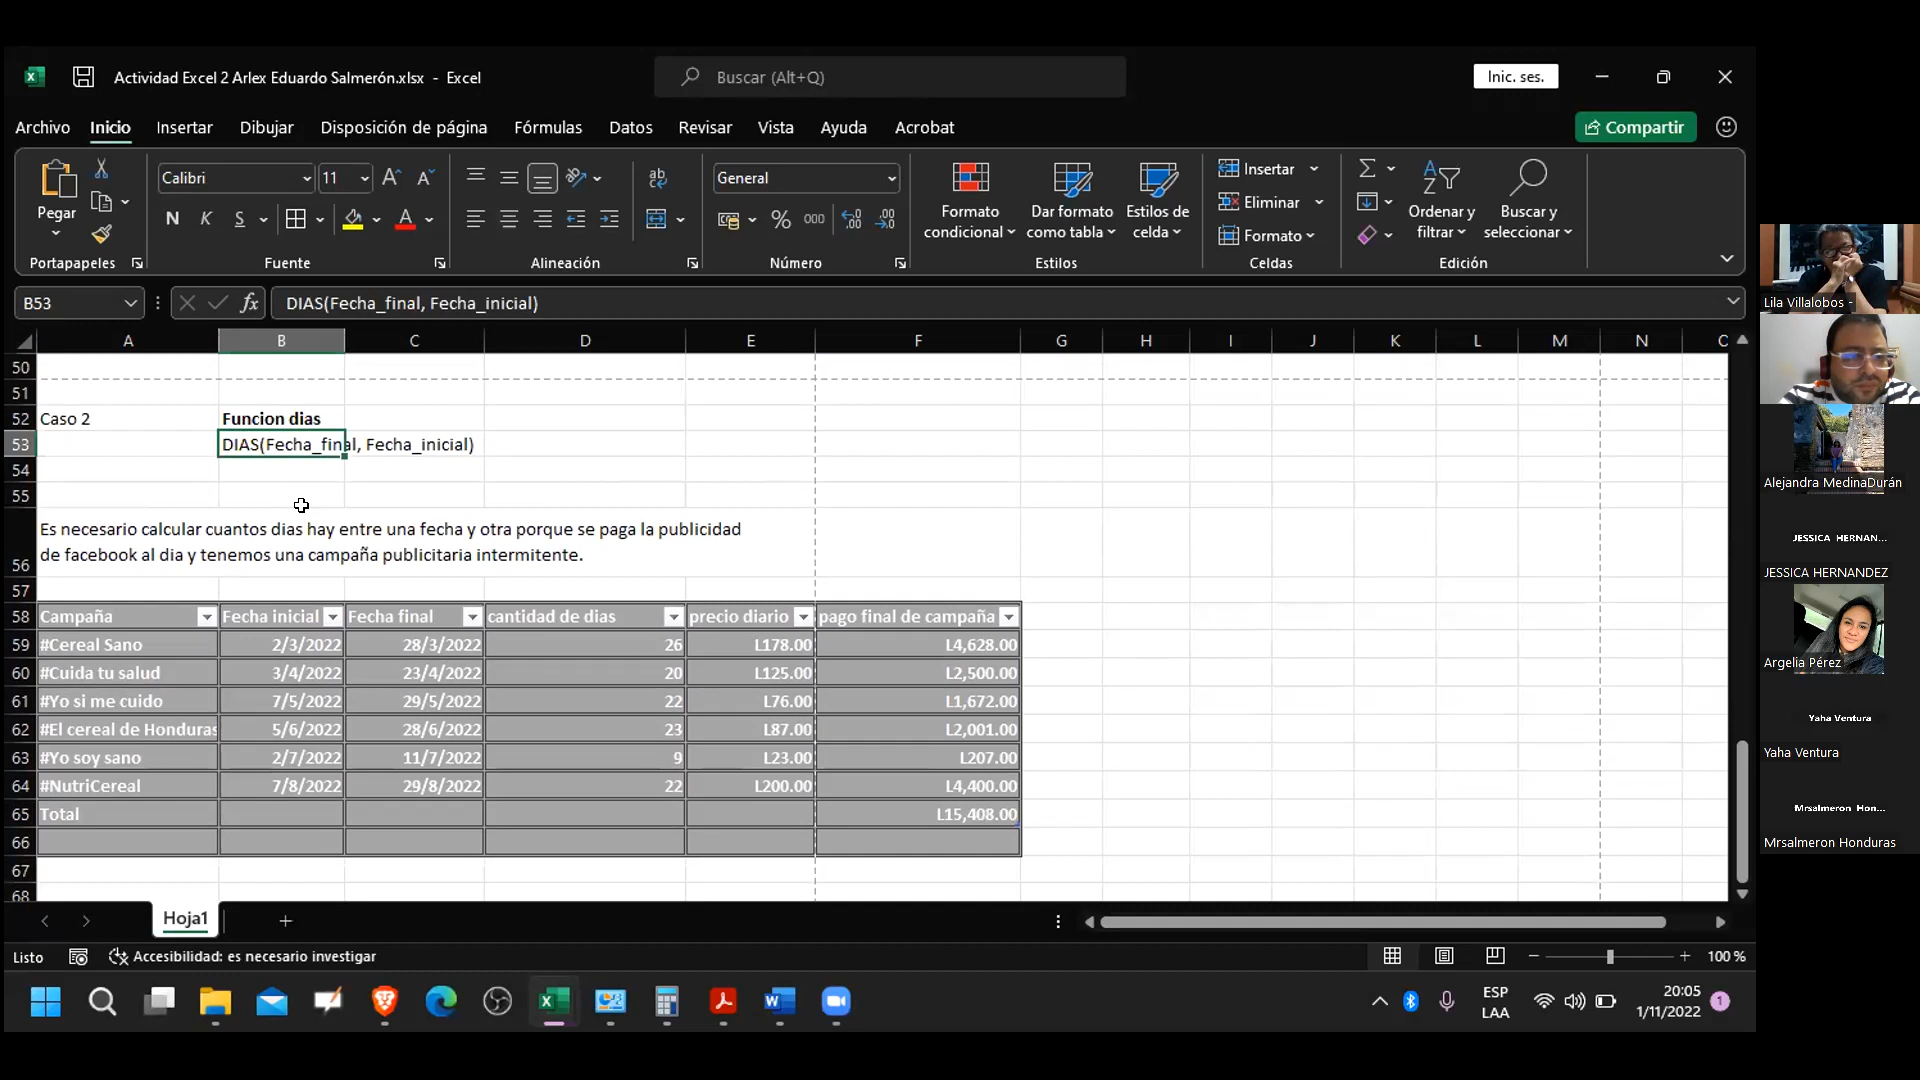 Actividad Excel 2 Arlex Eduardo Salmerón.xlsx - Excel
Buscar (Alt+Q)
Inic. ses.
Archivo Inicio Insertar Dibujar Disposición de página Fórmulas Datos Revisar Vista Ayuda Acrobat
Compartir
Pegar
Portapapeles
Calibri 11
N K S
Fuente
ab
Alineación
General
% 000
Número
Formato condicional
Dar formato como tabla
Estilos de celda
Estilos
Insertar
Eliminar
Formato
Celdas
Ordenar y filtrar
Buscar y seleccionar
Edición
B53
fx
DIAS(Fecha_final, Fecha_inicial)
A B C D E F G H I J K L M N
50
51
52 Caso 2 Funcion dias
53 DIAS(Fecha_final, Fecha_inicial)
54
55
Es necesario calcular cuantos dias hay entre una fecha y otra porque se paga la publicidad
56 de facebook al dia y tenemos una campaña publicitaria intermitente.
57
58 Campaña Fecha inicial Fecha final cantidad de dias precio diario pago final de campaña
59 #Cereal Sano 2/3/2022 28/3/2022 26 L178.00 L4,628.00
60 #Cuida tu salud 3/4/2022 23/4/2022 20 L125.00 L2,500.00
61 #Yo si me cuido 7/5/2022 29/5/2022 22 L76.00 L1,672.00
62 #El cereal de Honduras 5/6/2022 28/6/2022 23 L87.00 L2,001.00
63 #Yo soy sano 2/7/2022 11/7/2022 9 L23.00 L207.00
64 #NutriCereal 7/8/2022 29/8/2022 22 L200.00 L4,400.00
65 Total L15,408.00
66
67
68
Hoja1
Listo
Accesibilidad: es necesario investigar
100 %
ESP
LAA
20:05
1/11/2022
1
Lila Villalobos -
Alejandra MedinaDurán
JESSICA HERNAN...
JESSICA HERNANDEZ
Argelia Pérez
Yaha Ventura
Yaha Ventura
Mrsalmeron Hon...
Mrsalmeron Honduras